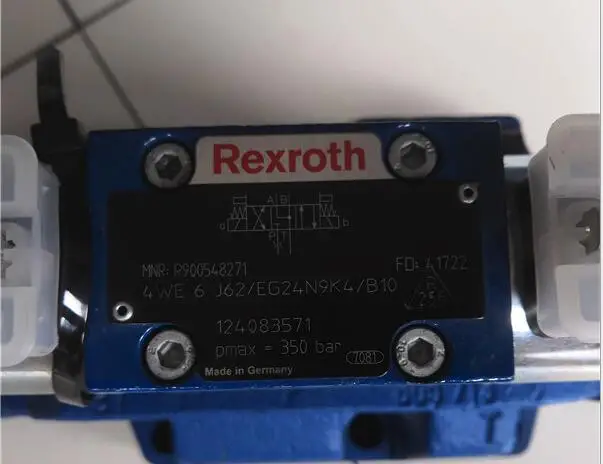 Rexroth
A B
MNR: R900548271
FD: 41722
4WE 6 J62/EG24N9K4/B10
124083571
pmax = 350 bar
7081
Made in Germany